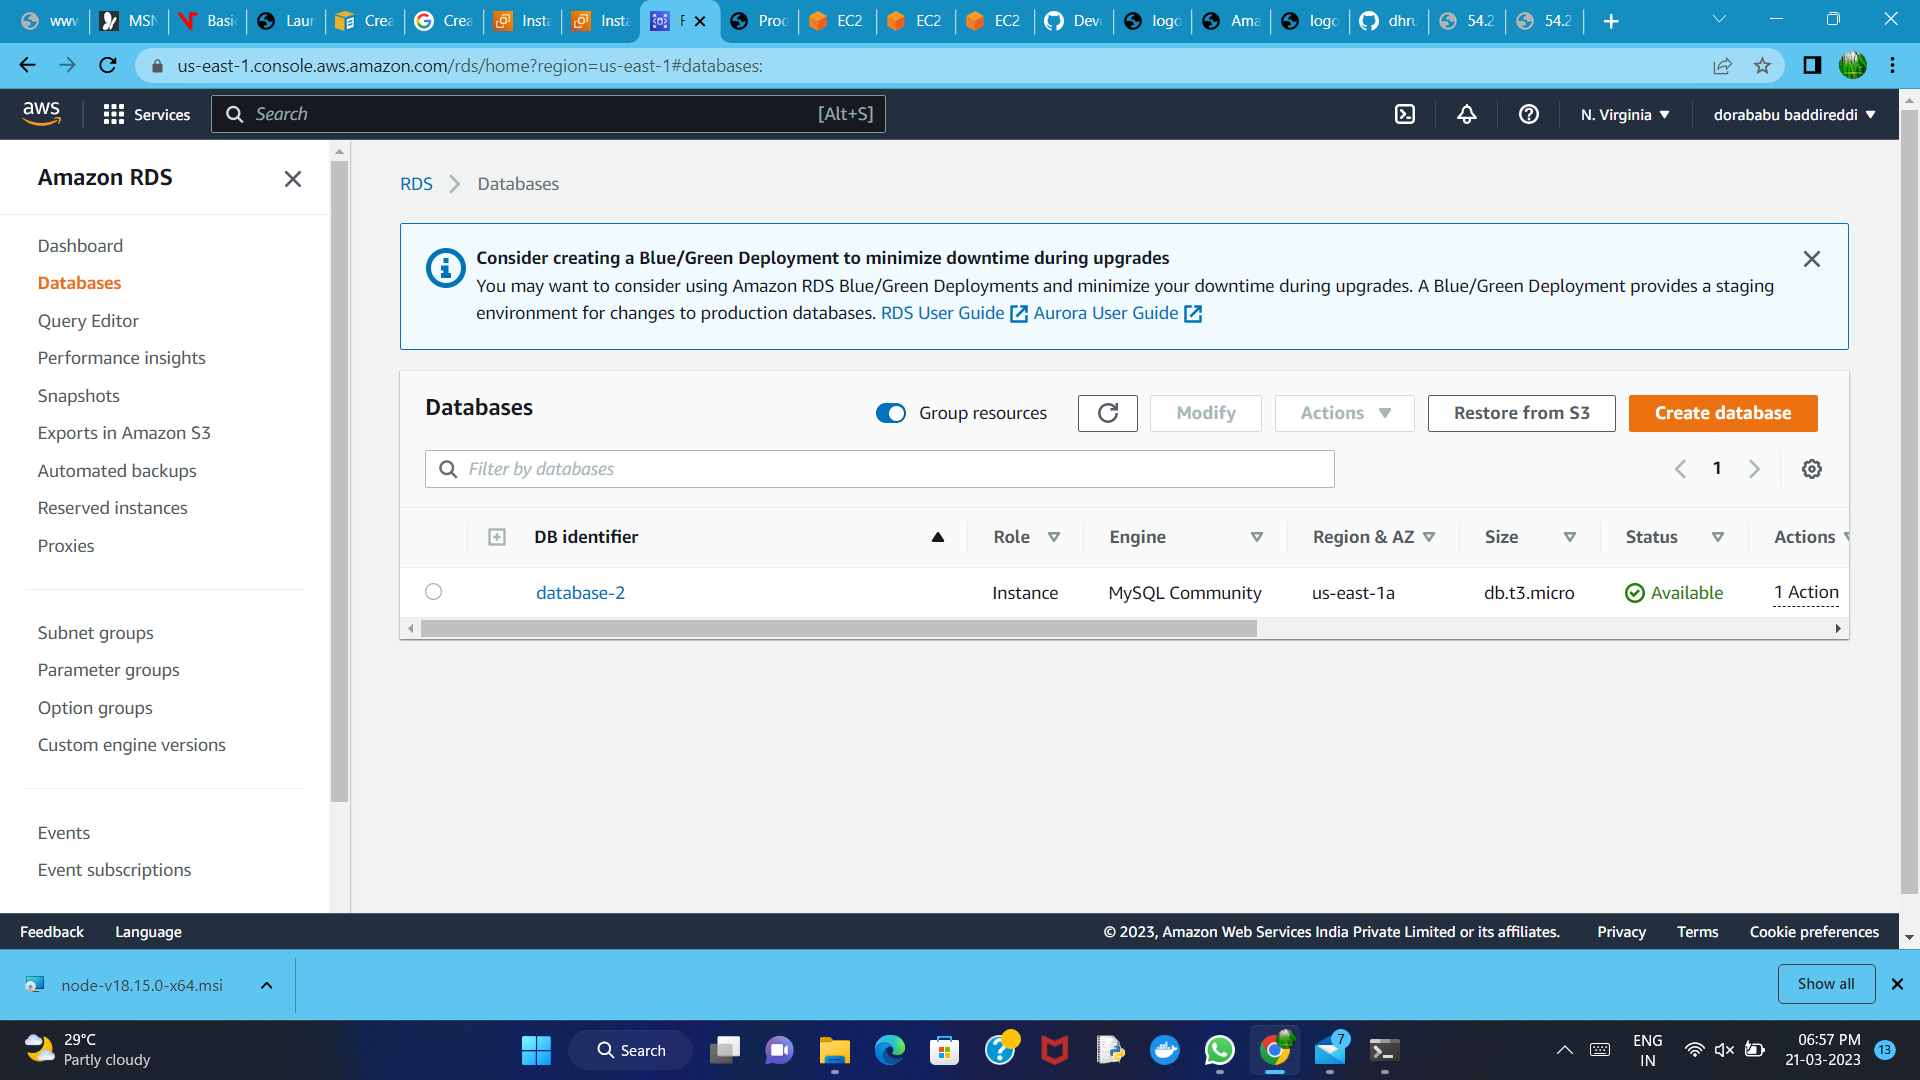 www
MSN
Basic
Laun
Crea
Crea
Insta
Insta
Proc
EC2
EC2
EC2
Deve
logo
Ama
logo
dhru
54.2
54.2
us-east-1.console.aws.amazon.com/rds/home?region=us-east-1#databases:
aws
Services
Search
[Alt+S]
N. Virginia
dorababu baddireddi
Amazon RDS
Dashboard
Databases
Query Editor
Performance insights
Snapshots
Exports in Amazon S3
Automated backups
Reserved instances
Proxies
Subnet groups
Parameter groups
Option groups
Custom engine versions
Events
Event subscriptions
RDS > Databases
Consider creating a Blue/Green Deployment to minimize downtime during upgrades
You may want to consider using Amazon RDS Blue/Green Deployments and minimize your downtime during upgrades. A Blue/Green Deployment provides a staging
environment for changes to production databases. RDS User Guide Aurora User Guide
Databases
Group resources
Modify
Actions
Restore from S3
Create database
Filter by databases
1
DB identifier Role Engine Region & AZ Size Status Actions
database-2 Instance MySQL Community us-east-1a db.t3.micro Available 1 Action
Feedback Language
© 2023, Amazon Web Services India Private Limited or its affiliates. Privacy Terms Cookie preferences
node-v18.15.0-x64.msi
Show all
29°C
Partly cloudy
Search
7
ENG
IN
06:57 PM
21-03-2023
13